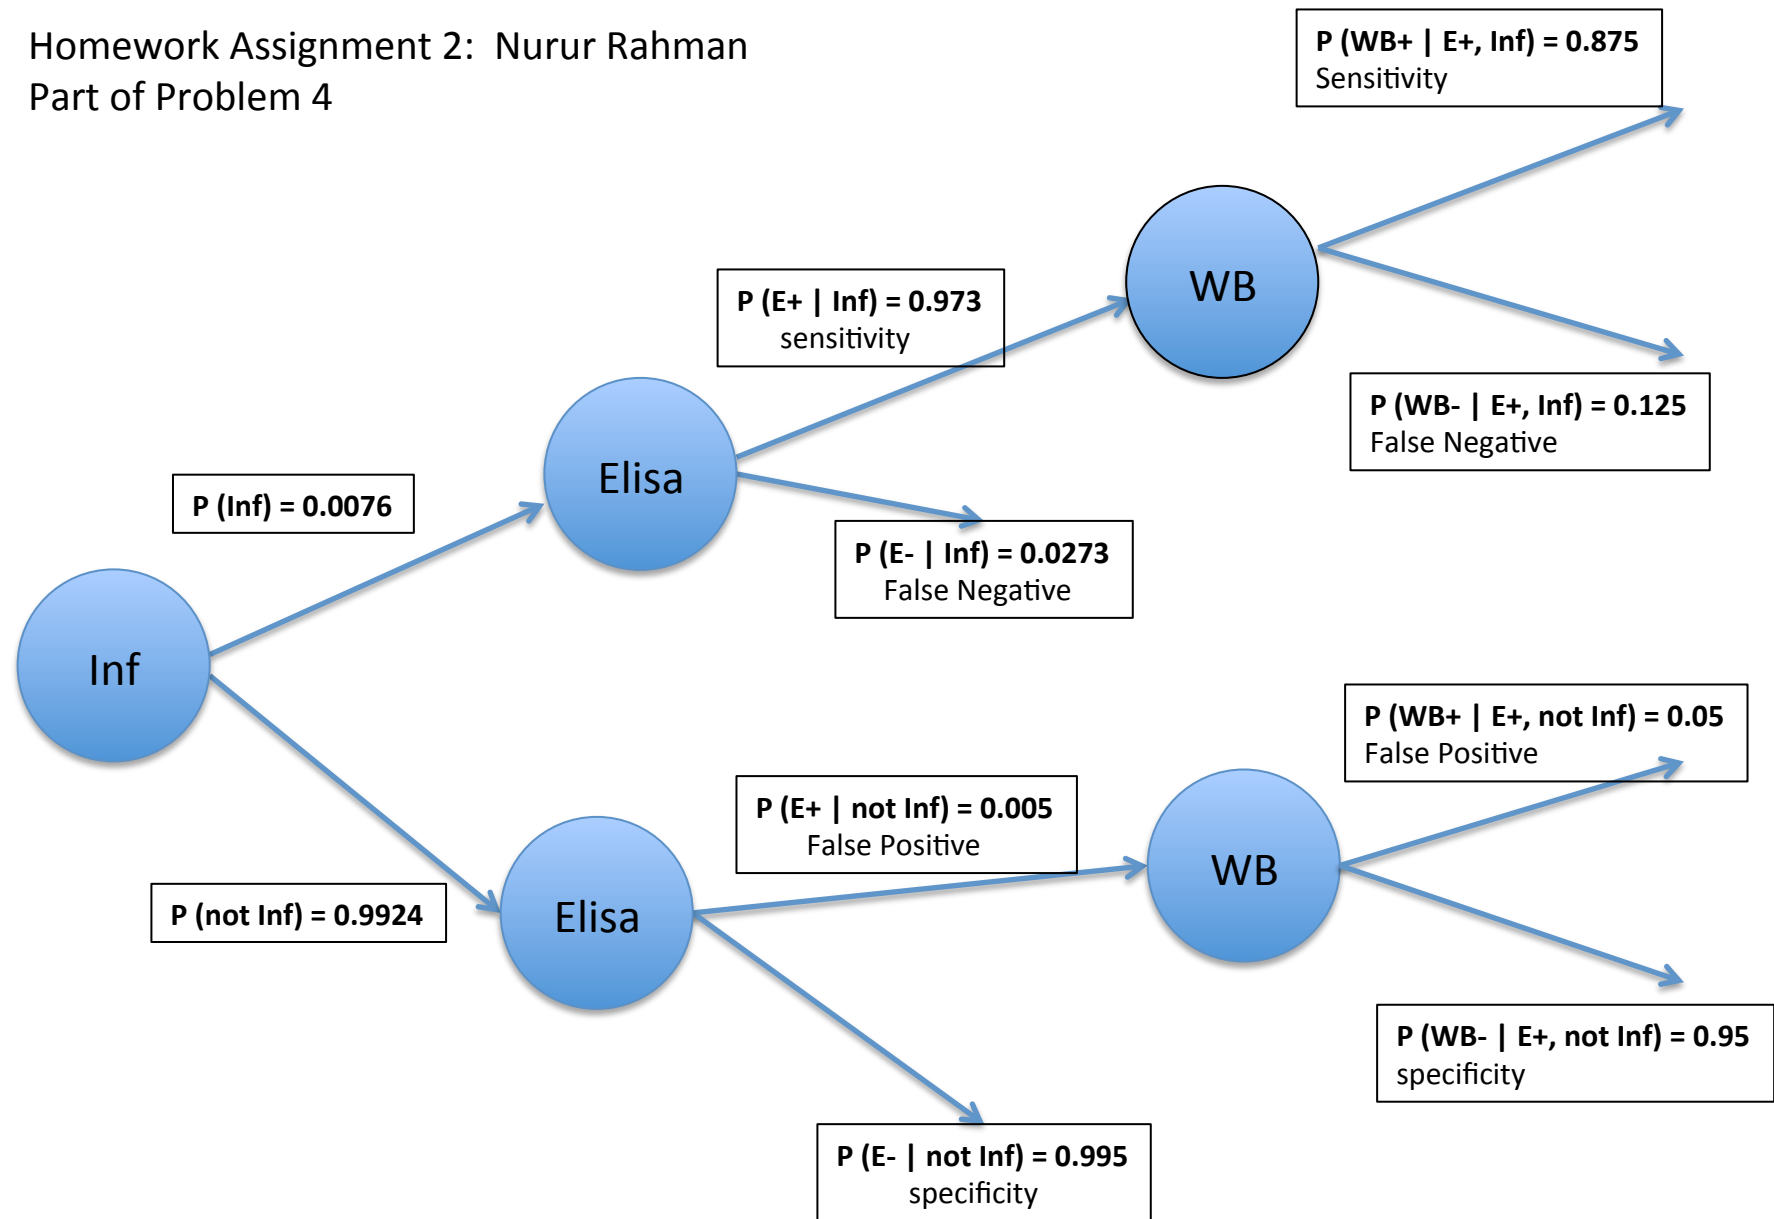 Homework Assignment 2: Nurur Rahman
Part of Problem 4
P (WB+ | E+, Inf) = 0.875
Sensitivity
WB
P (E+ | Inf) = 0.973
sensitivity
P (WB- | E+, Inf) = 0.125
False Negative
Elisa
P (Inf) = 0.0076
P (E- | Inf) = 0.0273
False Negative
Inf
P (WB+ | E+, not Inf) = 0.05
False Positive
P (E+ | not Inf) = 0.005
False Positive
WB
P (not Inf) = 0.9924
Elisa
P (WB- | E+, not Inf) = 0.95
specificity
P (E- | not Inf) = 0.995
specificity